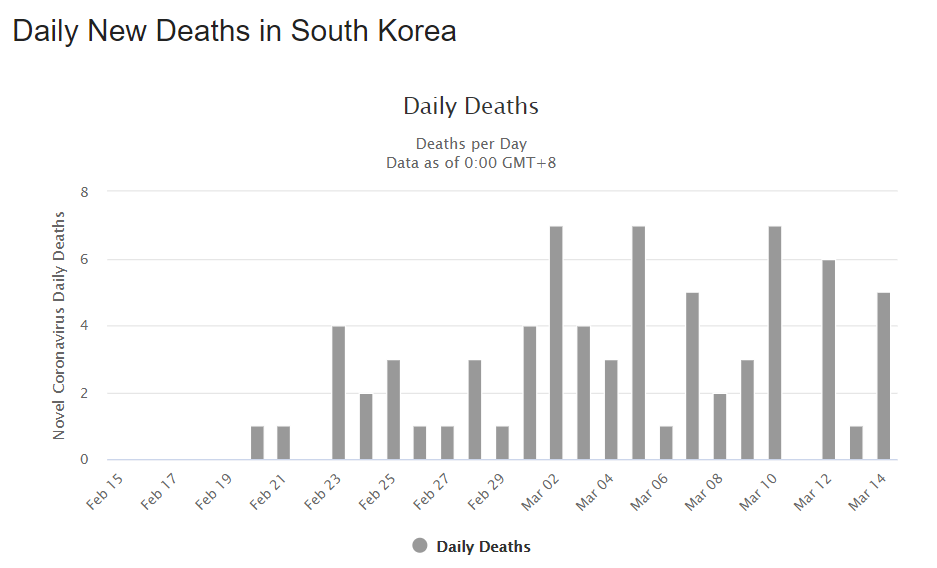 Daily New Deaths in South Korea
Daily Deaths
Deaths per Day
Data as of 0:00 GMT+8
Novel Coronavirus Daily Deaths
8
6
4
2
0
Feb 15
Feb 17
Feb 19
Feb 21
Feb 23
Feb 25
Feb 27
Feb 29
Mar 02
Mar 04
Mar 06
Mar 08
Mar 10
Mar 12
Mar 14
Daily Deaths